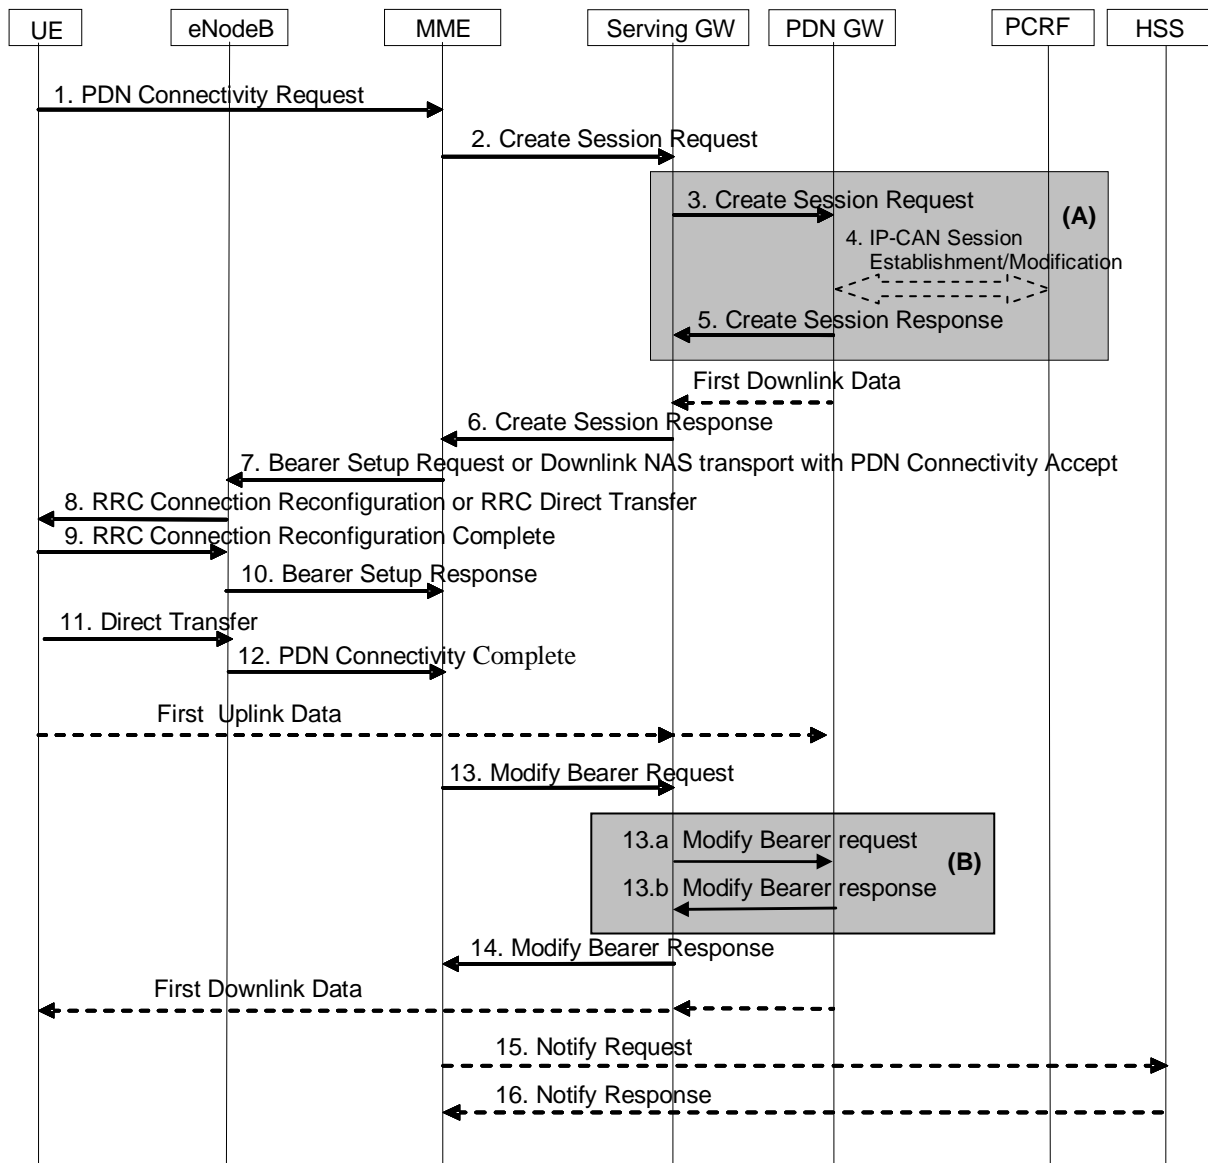 UE eNodeB MME Serving GW PDN GW PCRF HSS
1. PDN Connectivity Request
2. Create Session Request
3. Create Session Request
(A)
4. IP-CAN Session
Establishment/Modification
5. Create Session Response
First Downlink Data
6. Create Session Response
7. Bearer Setup Request or Downlink NAS transport with PDN Connectivity Accept
8. RRC Connection Reconfiguration or RRC Direct Transfer
9. RRC Connection Reconfiguration Complete
10. Bearer Setup Response
11. Direct Transfer
12. PDN Connectivity Complete
First Uplink Data
13. Modify Bearer Request
13.a Modify Bearer request
(B)
13.b Modify Bearer response
14. Modify Bearer Response
First Downlink Data
15. Notify Request
16. Notify Response